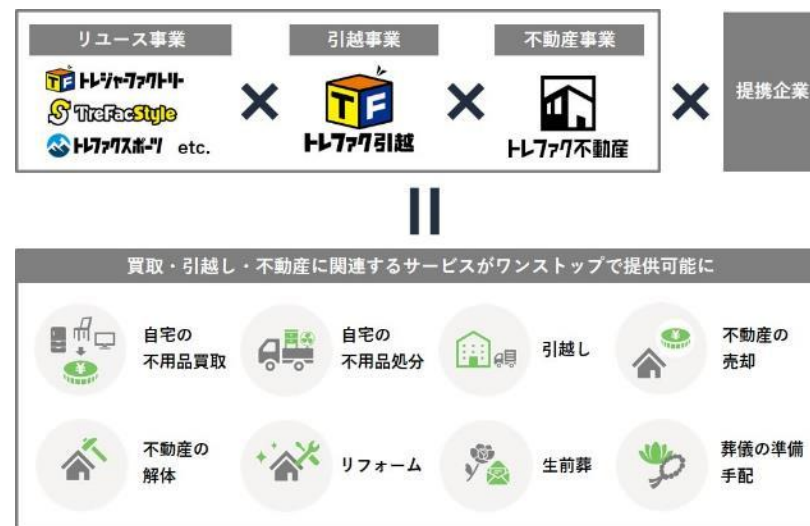 リユース事業
引越事業
不動産事業
提携企業
TF トレジャーファクトリー
S TreFacStyle
トレファクスポーツ etc.
TF
トレファク引越
トレファク不動産
買取・引越し・不動産に関連するサービスがワンストップで提供可能に
自宅の
不用品買取
自宅の
不用品処分
引越し
不動産の
売却
不動産の
解体
リフォーム
生前葬
葬儀の準備
手配